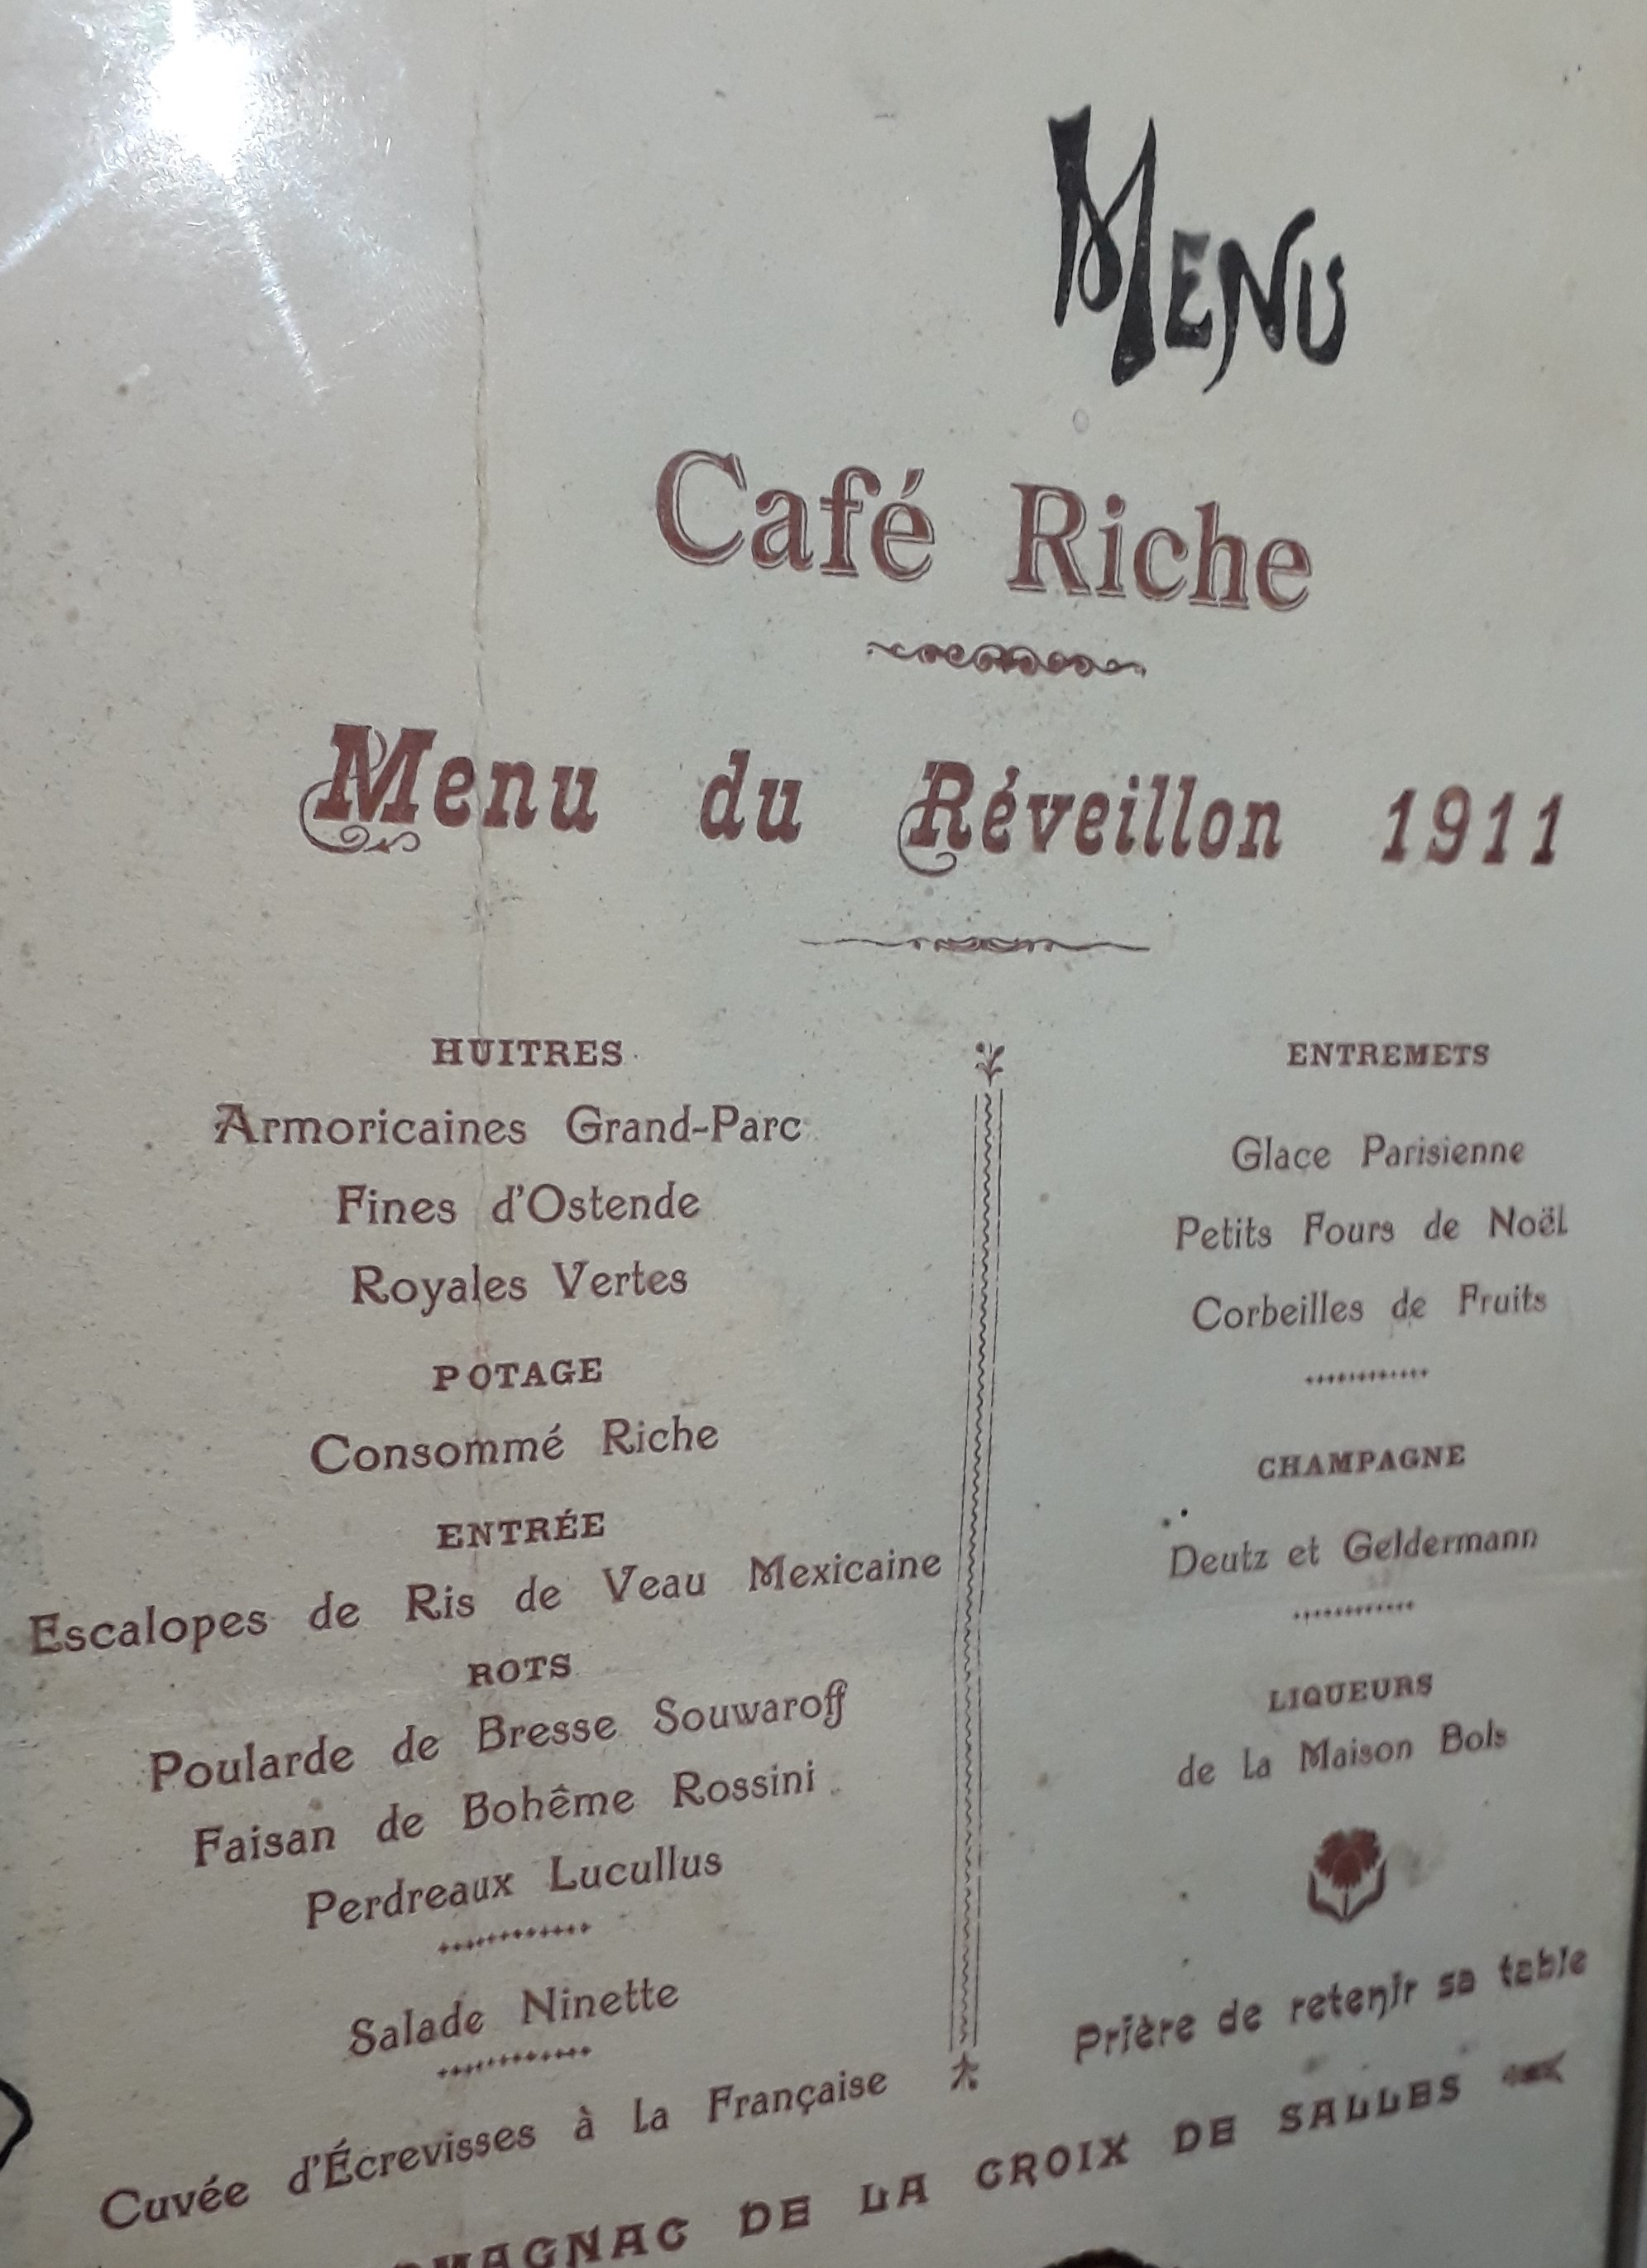 MENU
Café Riche
Menu du Réveillon 1911
HUITRES
Armoricaines Grand-Parc
Fines d'Ostende
Royales Vertes
POTAGE
Consommé Riche
ENTRÉE
Escalopes de Ris de Veau Mexicaine
ROTS
Poularde de Bresse Souwaroff
Faisan de Bohême Rossini
Perdreaux Lucullus
Salade Ninette
Cuvée d'Écrevisses à la Française
ENTREMETS
Glace Parisienne
Petits Fours de Noël
Corbeilles de Fruits
CHAMPAGNE
Deutz et Geldermann
LIQUEURS
de la Maison Bols
Prière de retenir sa table
DE LA CROIX DE SALLES